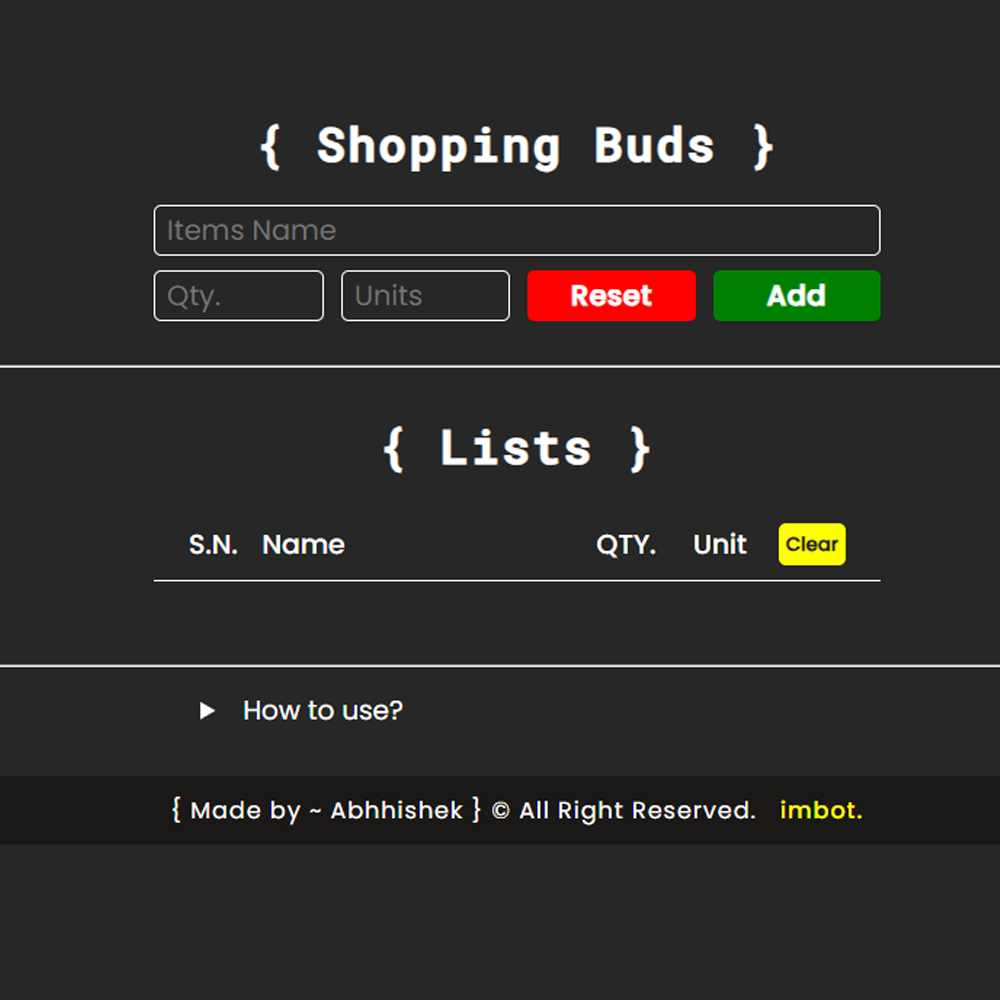 { Shopping Buds }
Items Name
Qty. Units Reset Add
{ Lists }
S.N. Name QTY. Unit Clear
How to use?
{ Made by ~ Abhhishek } © All Right Reserved. imbot.